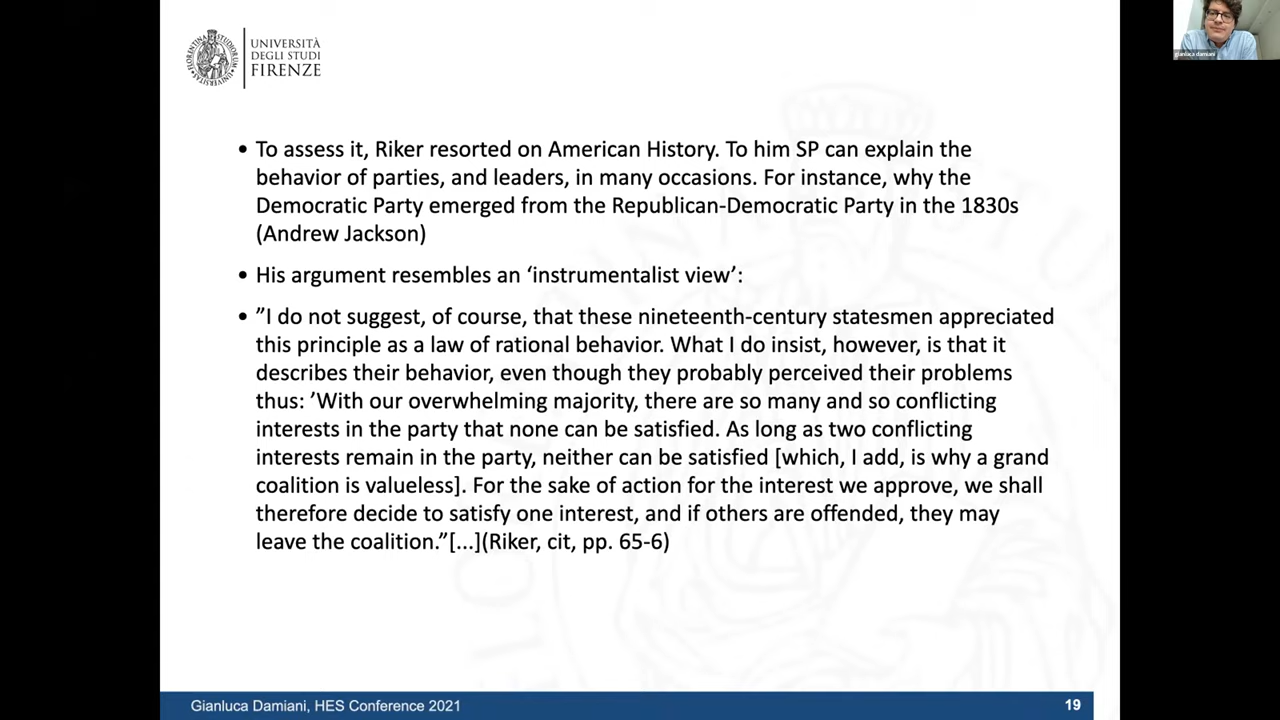 UNIVERSITÀ
DEGLI STUDI
FIRENZE
gianluca damiani
• To assess it, Riker resorted on American History. To him SP can explain the
behavior of parties, and leaders, in many occasions. For instance, why the
Democratic Party emerged from the Republican-Democratic Party in the 1830s
(Andrew Jackson)
• His argument resembles an ‘instrumentalist view’:
• ”I do not suggest, of course, that these nineteenth-century statesmen appreciated
this principle as a law of rational behavior. What I do insist, however, is that it
describes their behavior, even though they probably perceived their problems
thus: ’With our overwhelming majority, there are so many and so conflicting
interests in the party that none can be satisfied. As long as two conflicting
interests remain in the party, neither can be satisfied [which, I add, is why a grand
coalition is valueless]. For the sake of action for the interest we approve, we shall
therefore decide to satisfy one interest, and if others are offended, they may
leave the coalition.”[...](Riker, cit, pp. 65-6)
Gianluca Damiani, HES Conference 2021
19